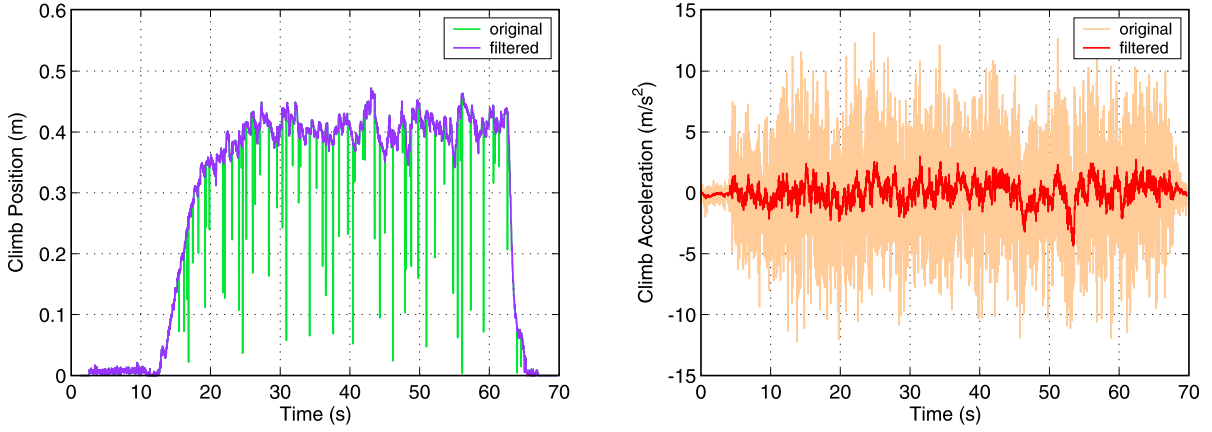 0.6
0.5
0.4
0.3
0.2
0.1
0
Climb Position (m)
original
filtered
0 10 20 30 40 50 60 70
Time (s)
15
10
5
0
-5
-10
-15
Climb Acceleration (m/s²)
original
filtered
0 10 20 30 40 50 60 70
Time (s)